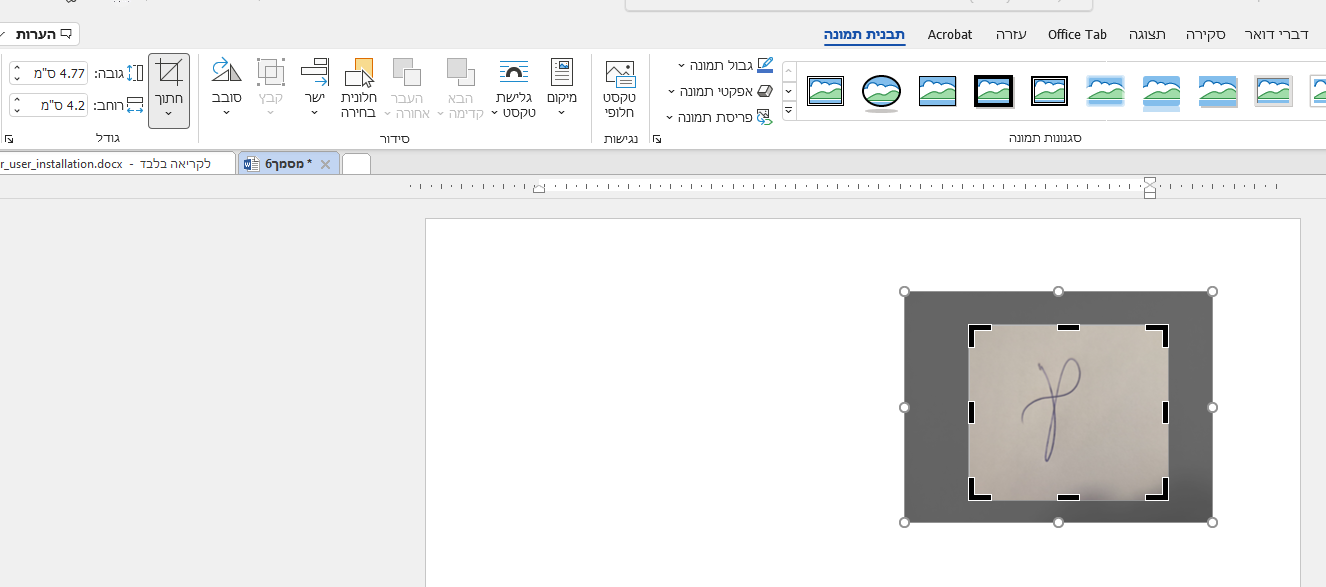 דברי דואר סקירה תצוגה Office Tab עזרה Acrobat תבנית תמונה הערות
גבול תמונה
אפקטי תמונה
פריסת תמונה
סגנונות תמונה
טקסט חלופי
נגישות
מיקום
גלישת טקסט
הבא קדימה
העבר אחורה
חלונית בחירה
ישר
קבץ
סובב
סידור
חתוך
גובה: 4.77 ס"מ
רוחב: 4.2 ס"מ
גודל
מסמך6 *
r_user_installation.docx - לקריאה בלבד